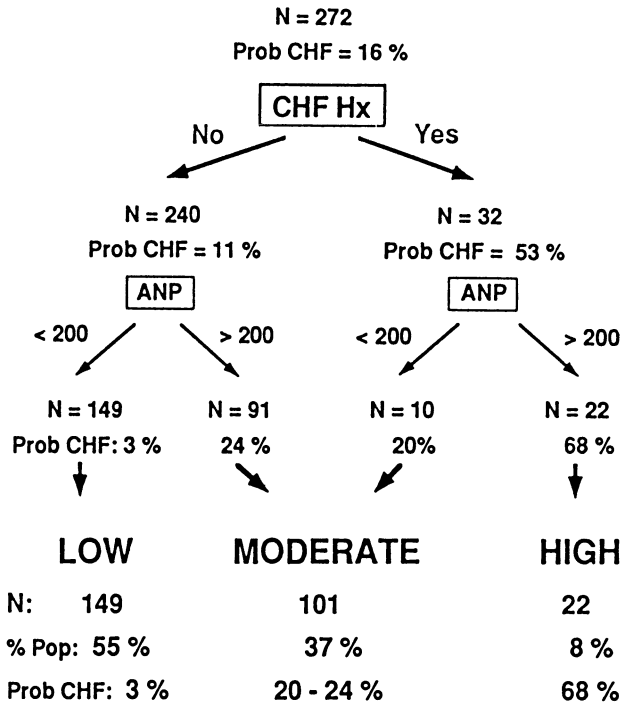 N = 272
Prob CHF = 16 %
CHF Hx
No Yes
N = 240 N = 32
Prob CHF = 11 % Prob CHF = 53 %
ANP ANP
< 200 > 200 < 200 > 200
N = 149 N = 91 N = 10 N = 22
Prob CHF: 3 % 24 % 20% 68 %
LOW MODERATE HIGH
N: 149 101 22
% Pop: 55 % 37 % 8 %
Prob CHF: 3 % 20 - 24 % 68 %